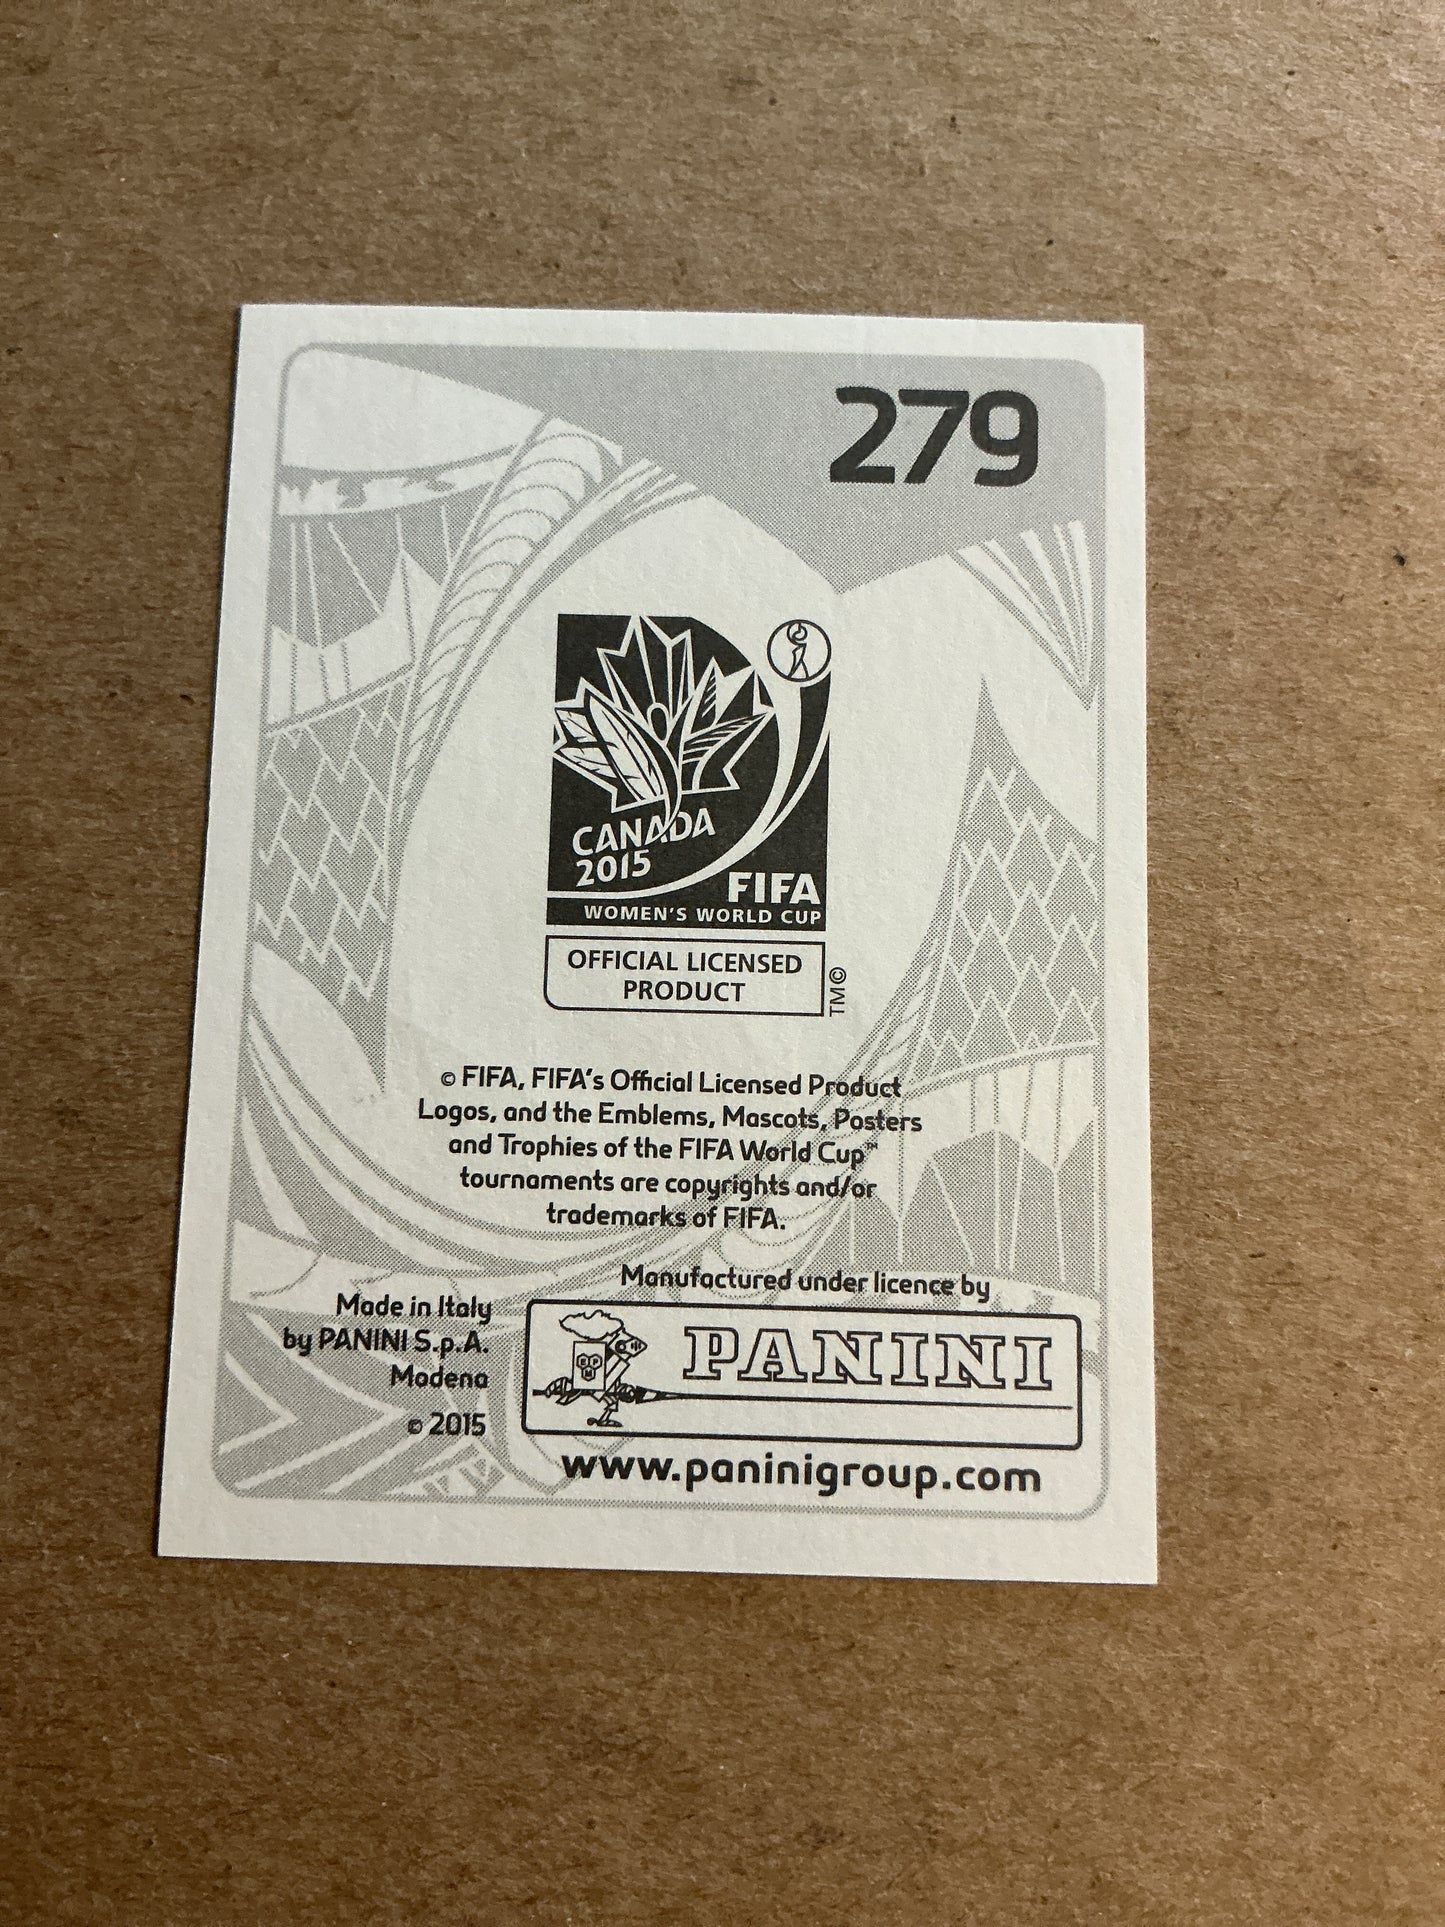 279
CANADA
2015
FIFA
WOMEN'S WORLD CUP
OFFICIAL LICENSED
PRODUCT
TM©
© FIFA, FIFA's Official Licensed Product
Logos, and the Emblems, Mascots, Posters
and Trophies of the FIFA World Cup™
tournaments are copyrights and/or
trademarks of FIFA.
Manufactured under licence by
Made in Italy
by PANINI S.p.A.
Modena
© 2015
PANINI
www.paninigroup.com